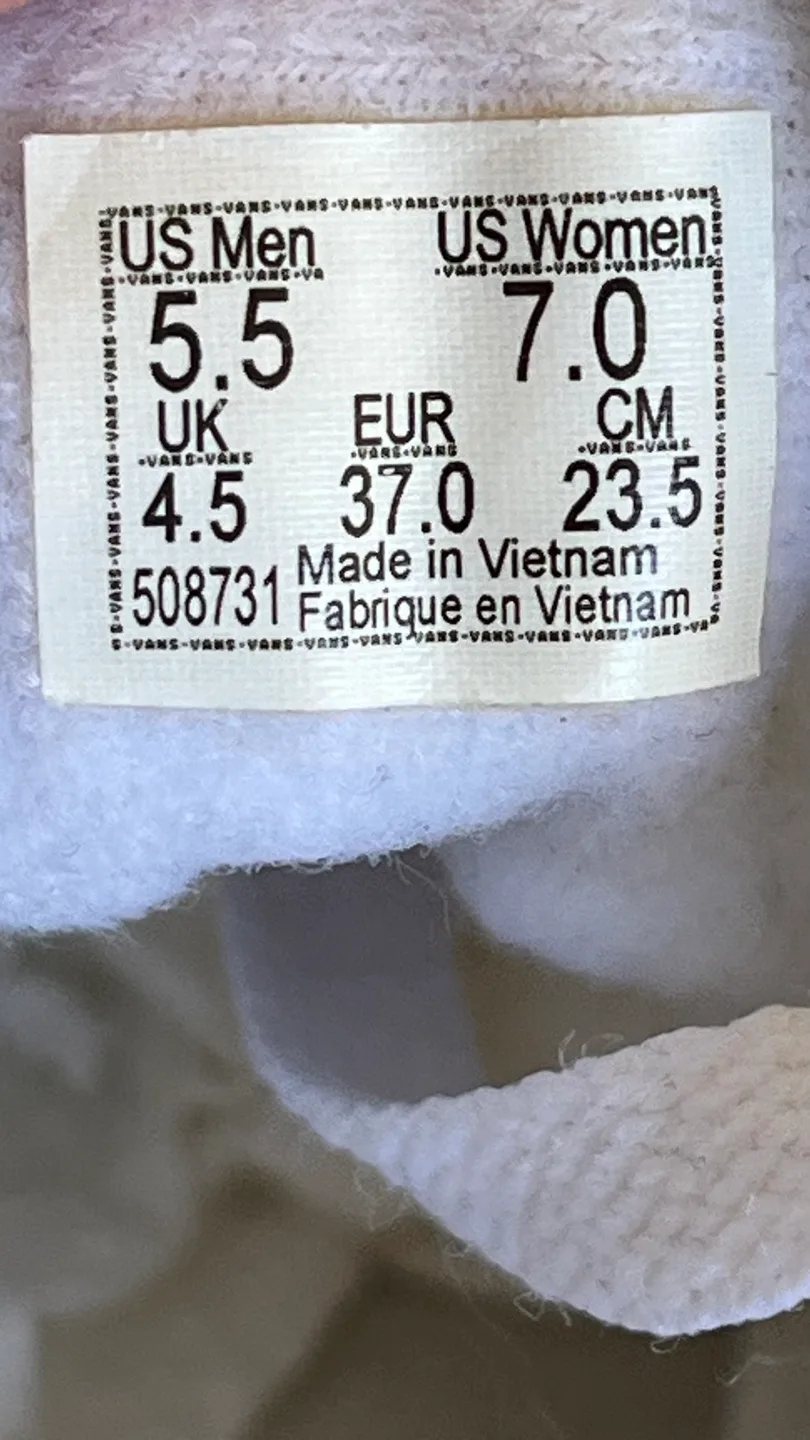 US Men US Women
5.5 7.0
UK EUR CM
4.5 37.0 23.5
508731 Made in Vietnam
Fabrique en Vietnam